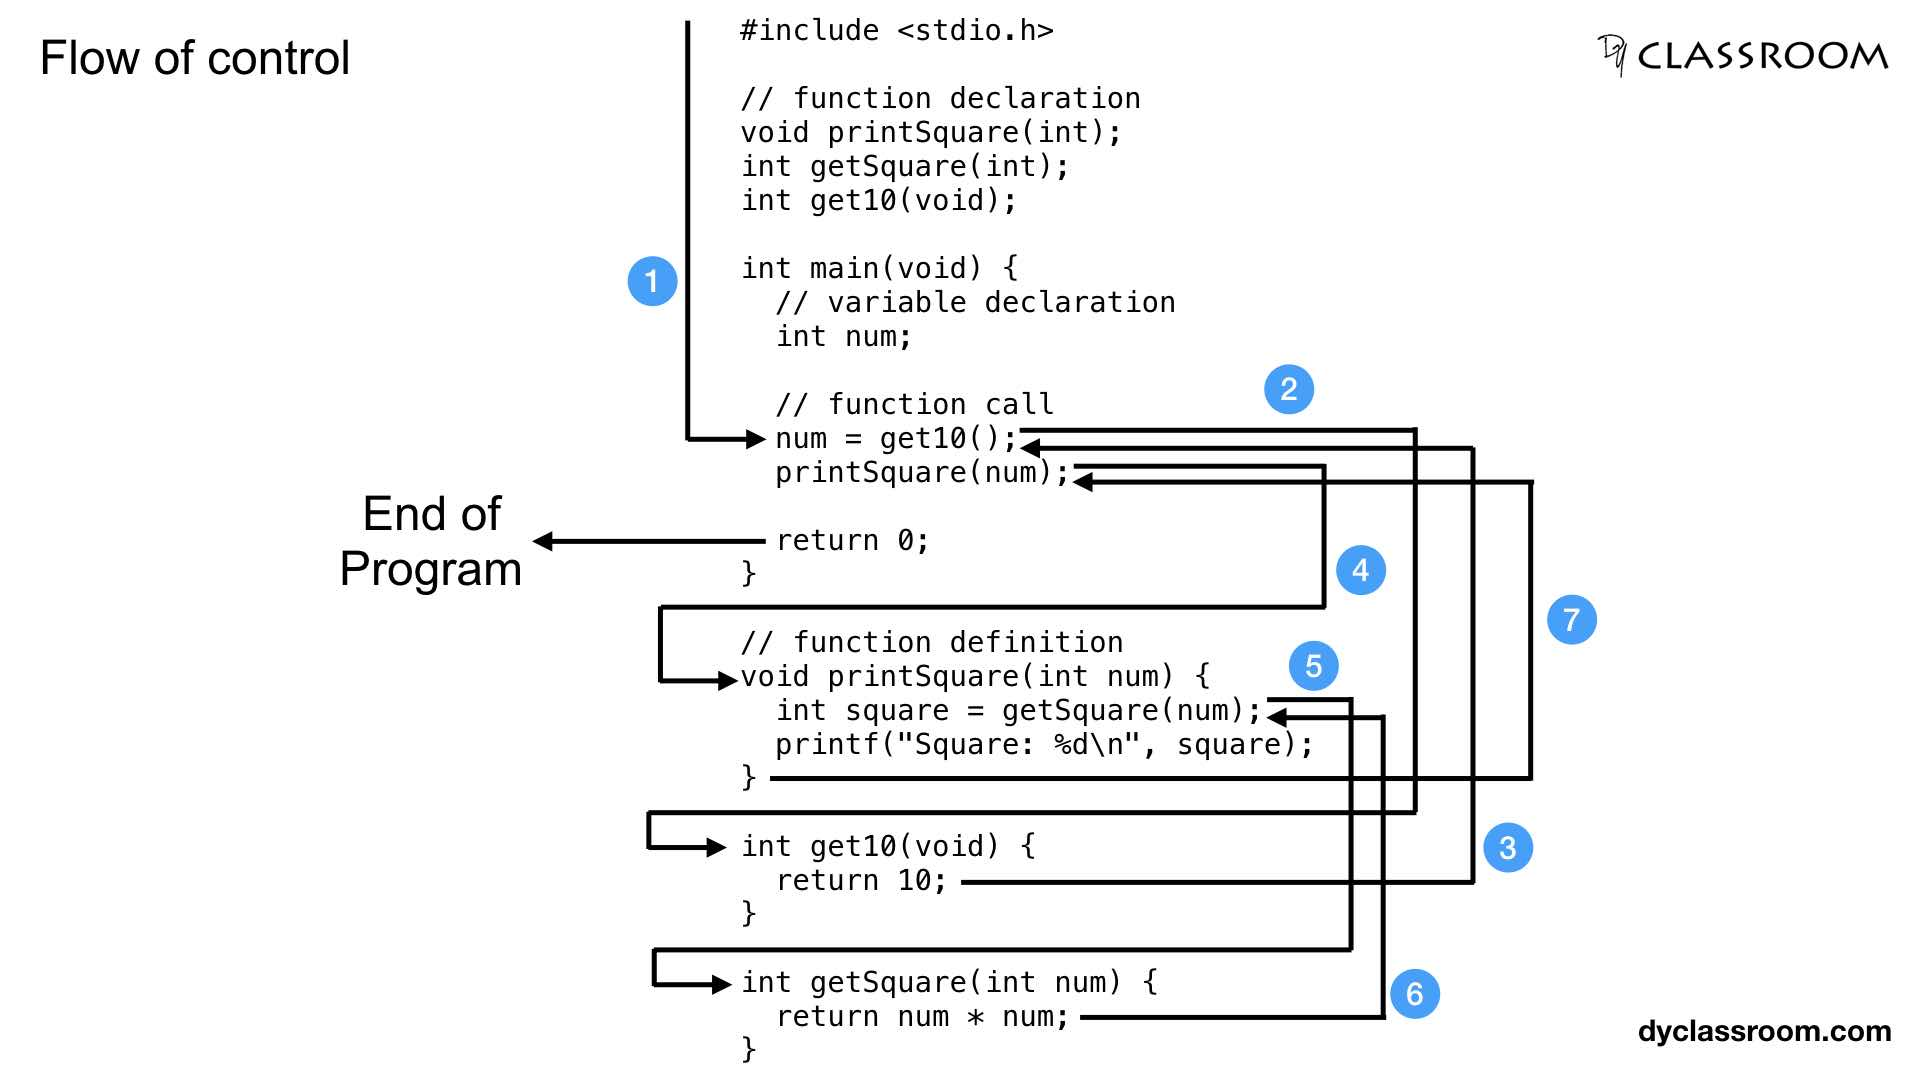 Flow of control
DY CLASSROOM
#include <stdio.h>
// function declaration
void printSquare(int);
int getSquare(int);
int get10(void);
int main(void) {
// variable declaration
int num;
// function call
num = get10();
printSquare(num);
return 0;
}
// function definition
void printSquare(int num) {
int square = getSquare(num);
printf("Square: %d\n", square);
}
int get10(void) {
return 10;
}
int getSquare(int num) {
return num * num;
}
1
2
3
4
5
6
7
End of
Program
dyclassroom.com